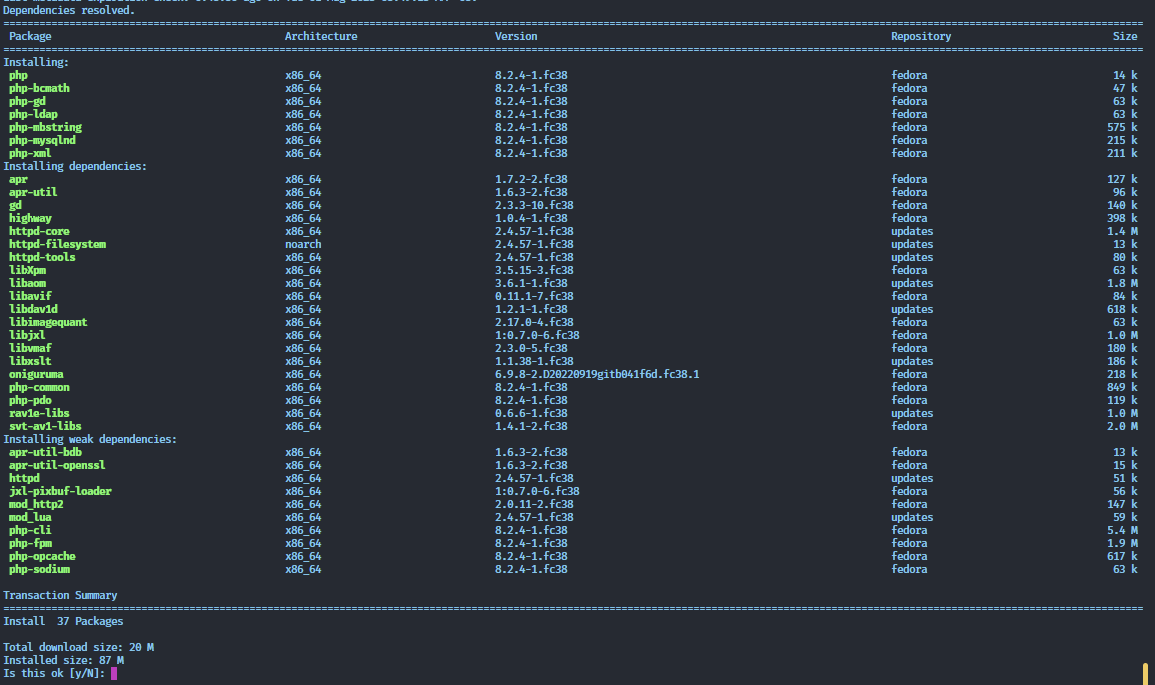 Dependencies resolved.
Package Architecture Version Repository Size
Installing:
php x86_64 8.2.4-1.fc38 fedora 14 k
php-bcmath x86_64 8.2.4-1.fc38 fedora 47 k
php-gd x86_64 8.2.4-1.fc38 fedora 63 k
php-ldap x86_64 8.2.4-1.fc38 fedora 63 k
php-mbstring x86_64 8.2.4-1.fc38 fedora 575 k
php-mysqlnd x86_64 8.2.4-1.fc38 fedora 215 k
php-xml x86_64 8.2.4-1.fc38 fedora 211 k
Installing dependencies:
apr x86_64 1.7.2-2.fc38 fedora 127 k
apr-util x86_64 1.6.3-2.fc38 fedora 96 k
gd x86_64 2.3.3-10.fc38 fedora 140 k
highway x86_64 1.0.4-1.fc38 fedora 398 k
httpd-core x86_64 2.4.57-1.fc38 updates 1.4 M
httpd-filesystem noarch 2.4.57-1.fc38 updates 13 k
httpd-tools x86_64 2.4.57-1.fc38 updates 80 k
libXpm x86_64 3.5.15-3.fc38 fedora 63 k
libaom x86_64 3.6.1-1.fc38 updates 1.8 M
libavif x86_64 0.11.1-7.fc38 fedora 84 k
libdav1d x86_64 1.2.1-1.fc38 updates 618 k
libimagequant x86_64 2.17.0-4.fc38 fedora 63 k
libjxl x86_64 1:0.7.0-6.fc38 fedora 1.0 M
libvmaf x86_64 2.3.0-5.fc38 fedora 180 k
libxslt x86_64 1.1.38-1.fc38 updates 186 k
oniguruma x86_64 6.9.8-2.D20220919gitb041f6d.fc38.1 fedora 218 k
php-common x86_64 8.2.4-1.fc38 fedora 849 k
php-pdo x86_64 8.2.4-1.fc38 fedora 119 k
rav1e-libs x86_64 0.6.6-1.fc38 updates 1.0 M
svt-av1-libs x86_64 1.4.1-2.fc38 fedora 2.0 M
Installing weak dependencies:
apr-util-bdb x86_64 1.6.3-2.fc38 fedora 13 k
apr-util-openssl x86_64 1.6.3-2.fc38 fedora 15 k
httpd x86_64 2.4.57-1.fc38 updates 51 k
jxl-pixbuf-loader x86_64 1:0.7.0-6.fc38 fedora 56 k
mod_http2 x86_64 2.0.11-2.fc38 fedora 147 k
mod_lua x86_64 2.4.57-1.fc38 updates 59 k
php-cli x86_64 8.2.4-1.fc38 fedora 5.4 M
php-fpm x86_64 8.2.4-1.fc38 fedora 1.9 M
php-opcache x86_64 8.2.4-1.fc38 fedora 617 k
php-sodium x86_64 8.2.4-1.fc38 fedora 63 k
Transaction Summary
Install 37 Packages
Total download size: 20 M
Installed size: 87 M
Is this ok [y/N]: